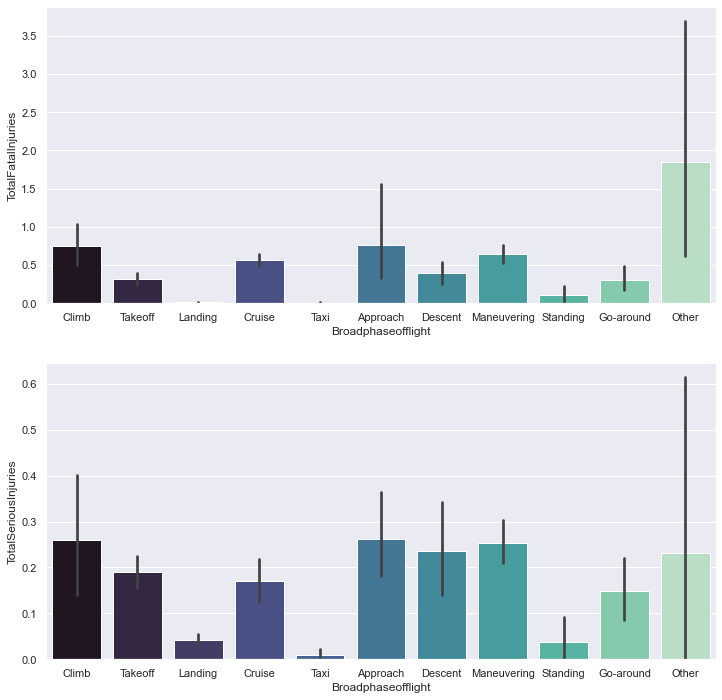 3.5
3.0
2.5
2.0
1.5
1.0
0.5
0.0
TotalFatalInjuries
Climb Takeoff Landing Cruise Taxi Approach Descent Maneuvering Standing Go-around Other
Broadphaseofflight
0.6
0.5
0.4
0.3
0.2
0.1
0.0
TotalSeriousInjuries
Climb Takeoff Landing Cruise Taxi Approach Descent Maneuvering Standing Go-around Other
Broadphaseofflight